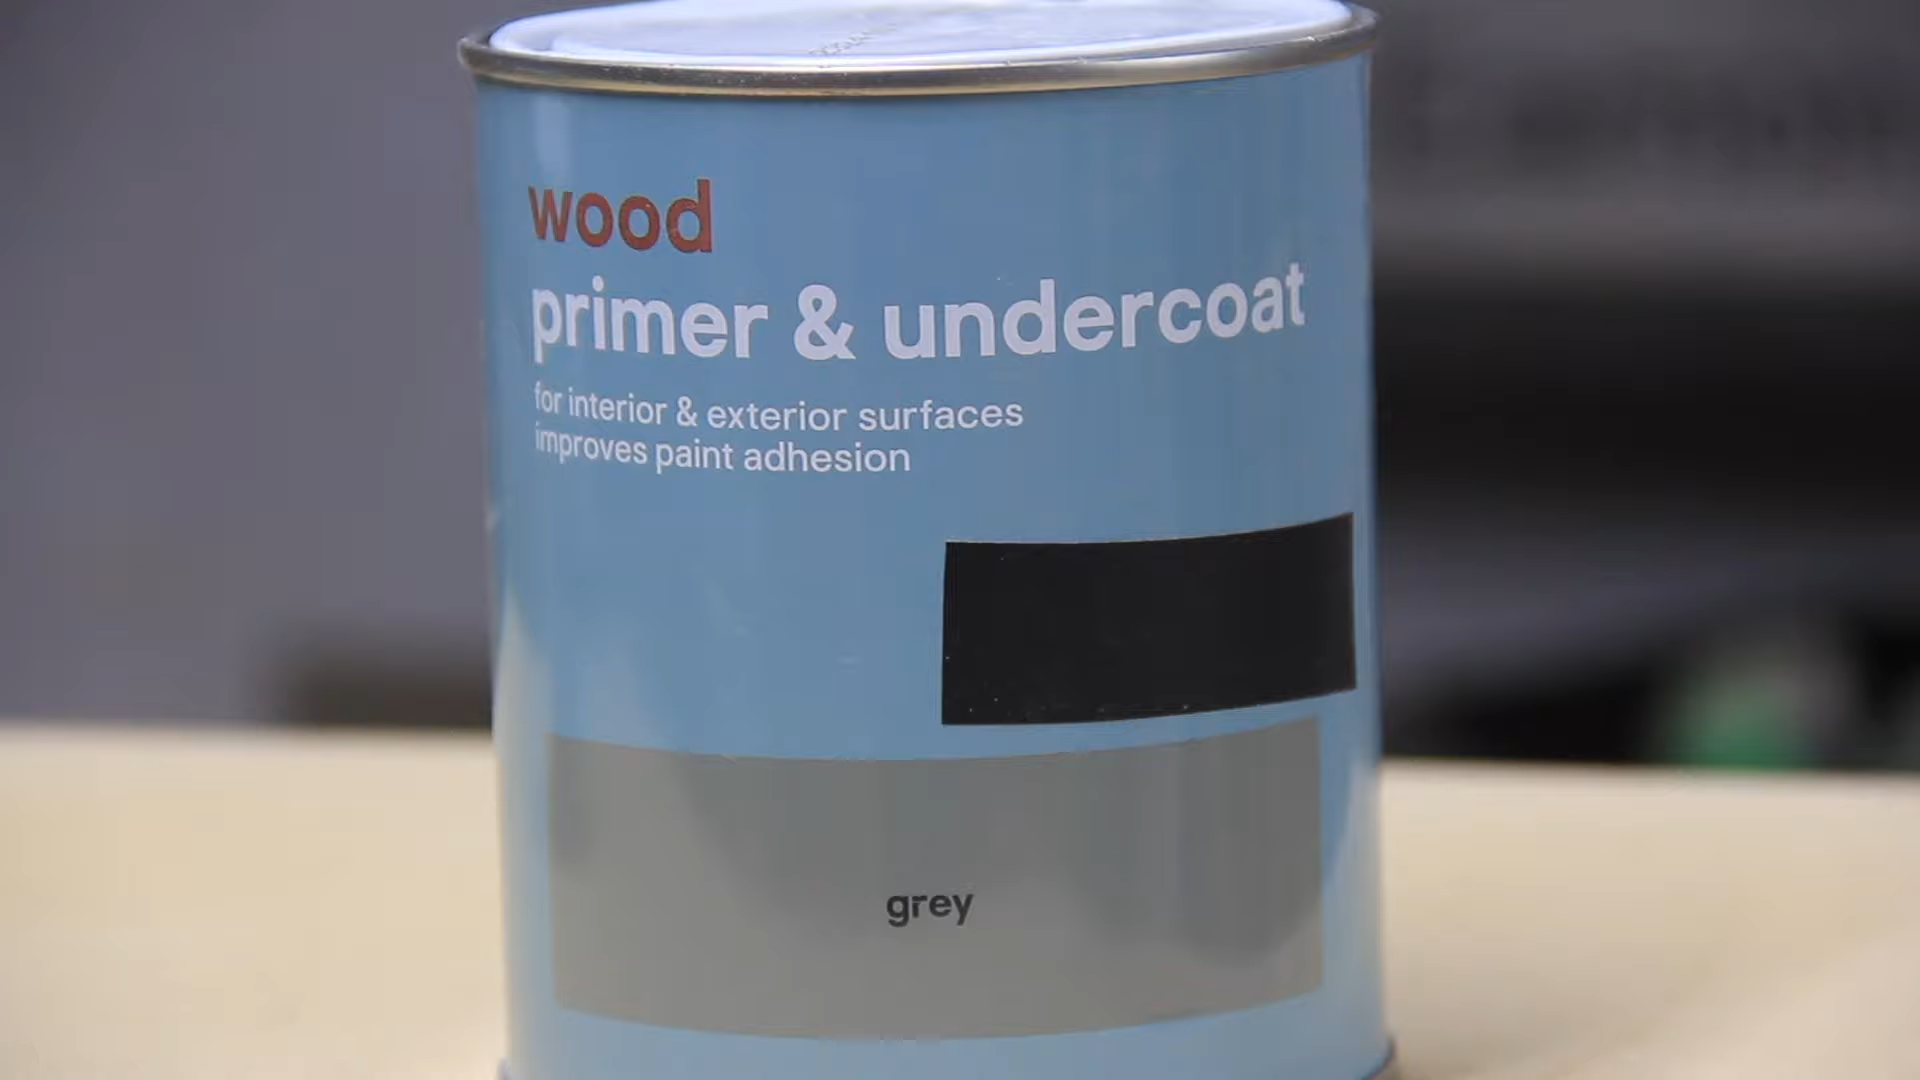 wood
primer & undercoat
for interior & exterior surfaces
improves paint adhesion
grey